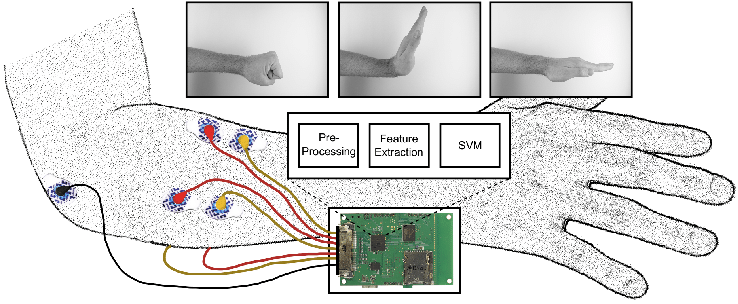 Pre-
Processing
Feature
Extraction
SVM